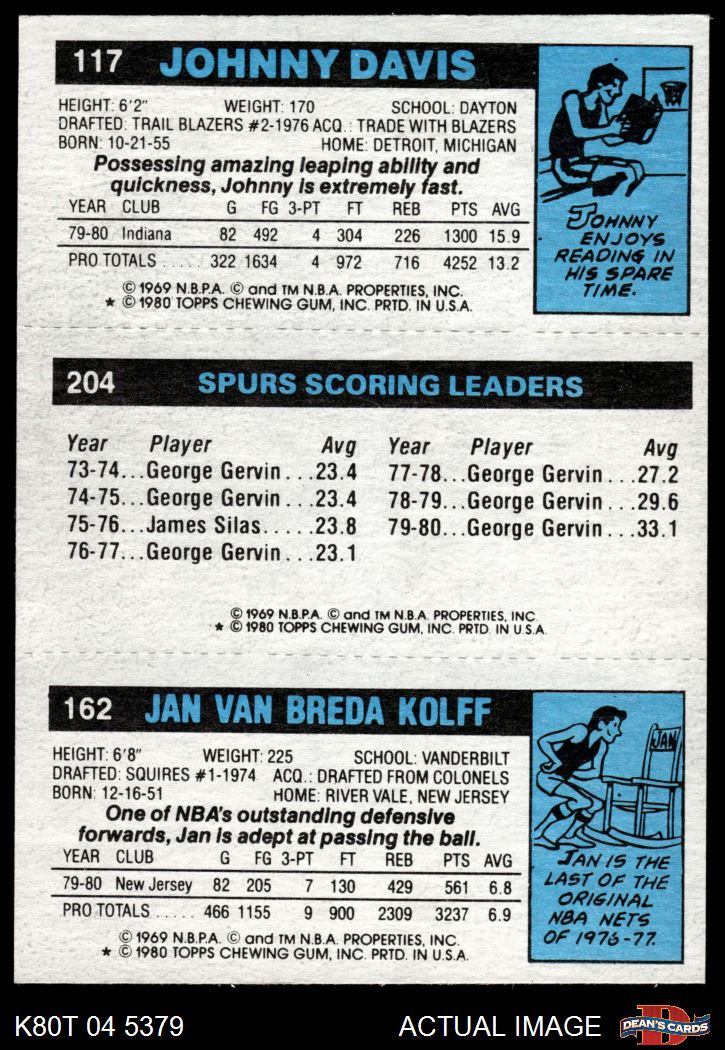 117 JOHNNY DAVIS
HEIGHT: 6'2" WEIGHT: 170 SCHOOL: DAYTON
DRAFTED: TRAIL BLAZERS #2-1976 ACQ.: TRADE WITH BLAZERS
BORN: 10-21-55 HOME: DETROIT, MICHIGAN
Possessing amazing leaping ability and
quickness, Johnny is extremely fast.
YEAR CLUB G FG 3-PT FT REB PTS AVG
79-80 Indiana 82 492 4 304 226 1300 15.9
PRO TOTALS ..... 322 1634 4 972 716 4252 13.2
© 1969 N.B.P.A. © and TM N.B.A. PROPERTIES, INC.
* © 1980 TOPPS CHEWING GUM, INC. PRTD. IN U.S.A.
JOHNNY
ENJOYS
READING IN
HIS SPARE
TIME.
204 SPURS SCORING LEADERS
Year Player Avg Year Player Avg
73-74...George Gervin...23.4 77-78...George Gervin...27.2
74-75...George Gervin...23.4 78-79...George Gervin...29.6
75-76...James Silas.....23.8 79-80...George Gervin...33.1
76-77...George Gervin...23.1
© 1969 N.B.P.A. © and TM N.B.A. PROPERTIES, INC.
* © 1980 TOPPS CHEWING GUM, INC. PRTD. IN U.S.A.
162 JAN VAN BREDA KOLFF
HEIGHT: 6'8" WEIGHT: 225 SCHOOL: VANDERBILT
DRAFTED: SQUIRES #1-1974 ACQ.: DRAFTED FROM COLONELS
BORN: 12-16-51 HOME: RIVER VALE, NEW JERSEY
One of NBA's outstanding defensive
forwards, Jan is adept at passing the ball.
YEAR CLUB G FG 3-PT FT REB PTS AVG
79-80 New Jersey 82 205 7 130 429 561 6.8
PRO TOTALS ..... 466 1155 9 900 2309 3237 6.9
© 1969 N.B.P.A. © and TM N.B.A. PROPERTIES, INC.
* © 1980 TOPPS CHEWING GUM, INC. PRTD. IN U.S.A.
JAN
JAN IS THE
LAST OF THE
ORIGINAL
NBA NETS
OF 1976-77.
K80T 04 5379 ACTUAL IMAGE D DEAN'S CARDS